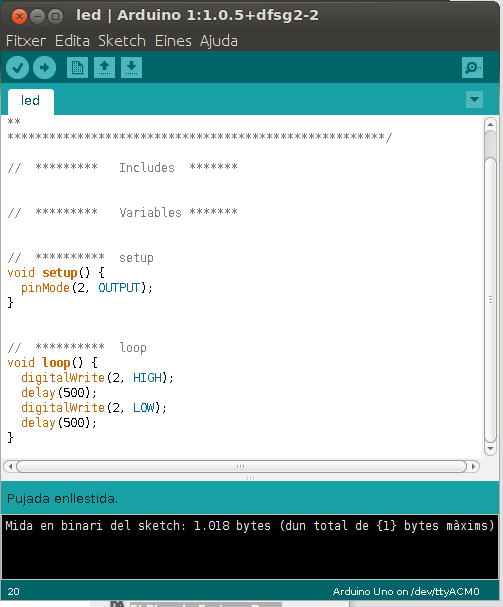 led | Arduino 1:1.0.5+dfsg2-2
Fitxer Edita Sketch Eines Ajuda
led
**
******************************************************/
//  *********   Includes  *******
//  *********   Variables *******
//  **********  setup
void setup() {
  pinMode(2, OUTPUT);
}
//  **********  loop
void loop() {
  digitalWrite(2, HIGH);
  delay(500);
  digitalWrite(2, LOW);
  delay(500);
}
Pujada enllestida.
Mida en binari del sketch: 1.018 bytes (dun total de {1} bytes màxims)
20
Arduino Uno on /dev/ttyACM0